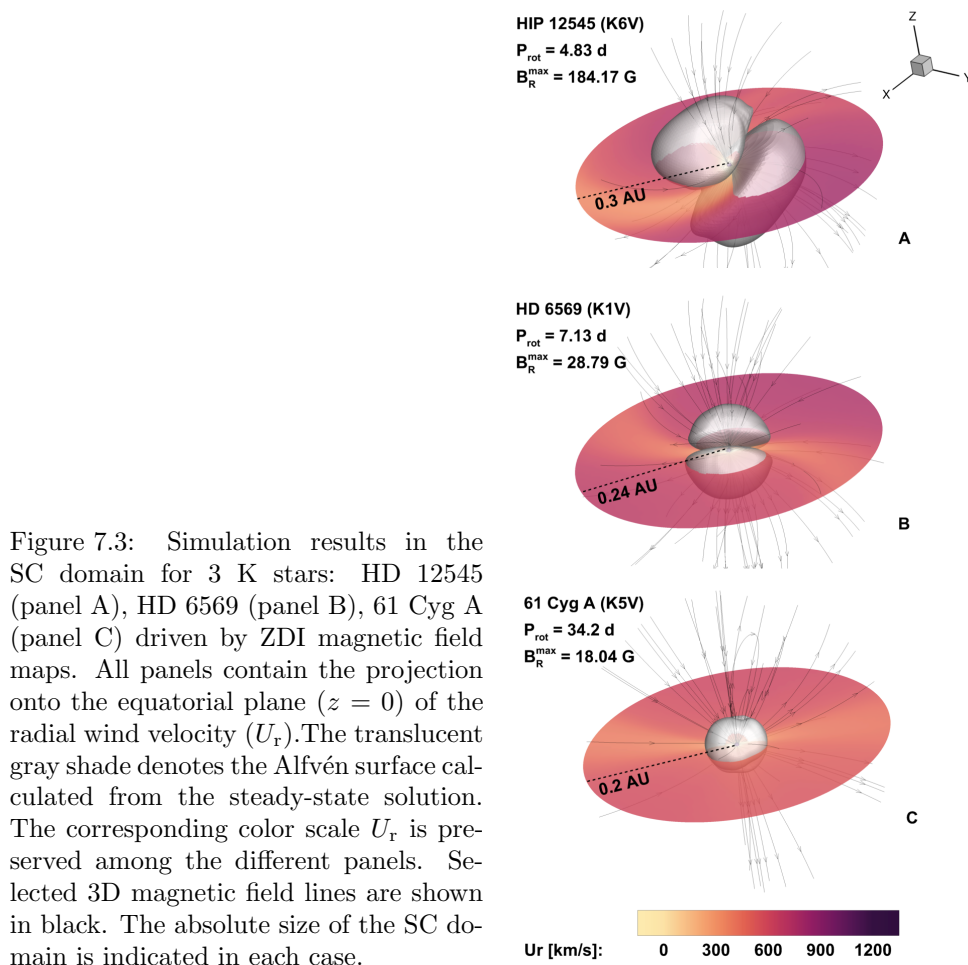 HIP 12545 (K6V)
P_rot = 4.83 d
B_R^max = 184.17 G
Z
X
Y
0.3 AU
A
HD 6569 (K1V)
P_rot = 7.13 d
B_R^max = 28.79 G
0.24 AU
B
61 Cyg A (K5V)
P_rot = 34.2 d
B_R^max = 18.04 G
0.2 AU
C
Ur [km/s]: 0 300 600 900 1200
Figure 7.3: Simulation results in the
SC domain for 3 K stars: HD 12545
(panel A), HD 6569 (panel B), 61 Cyg A
(panel C) driven by ZDI magnetic field
maps. All panels contain the projection
onto the equatorial plane (z = 0) of the
radial wind velocity (U_r).The translucent
gray shade denotes the Alfvén surface cal-
culated from the steady-state solution.
The corresponding color scale U_r is pre-
served among the different panels. Se-
lected 3D magnetic field lines are shown
in black. The absolute size of the SC do-
main is indicated in each case.